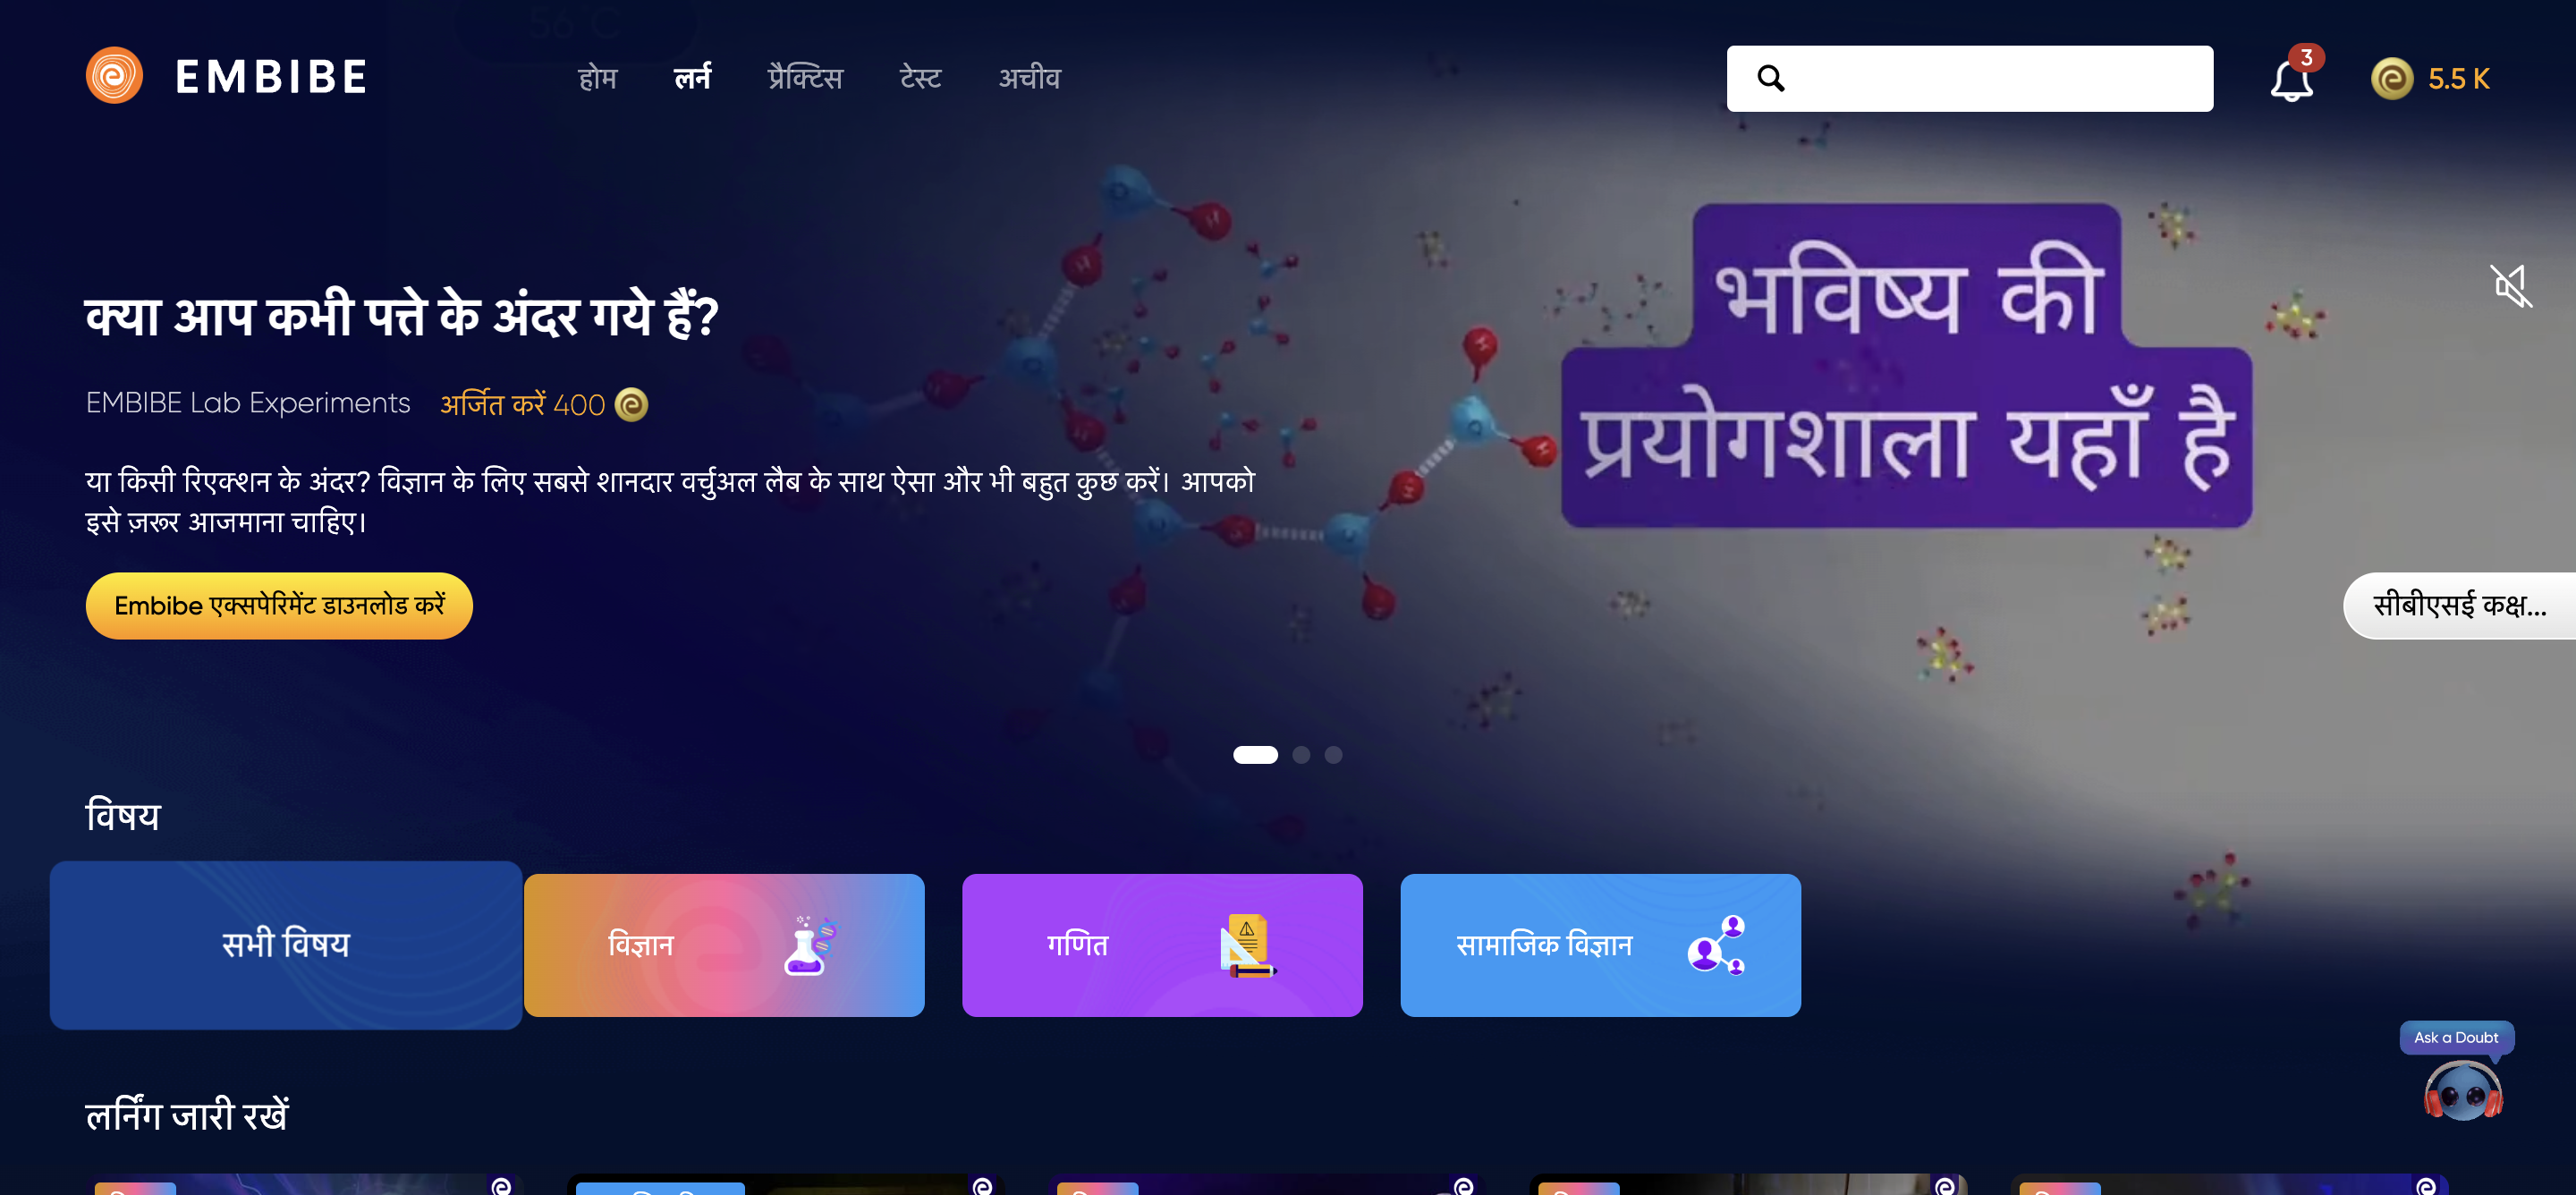 EMBIBE
होम लर्न प्रैक्टिस टेस्ट अचीव
3
5.5 K
भविष्य की
प्रयोगशाला यहाँ है
क्या आप कभी पत्ते के अंदर गये हैं?
EMBIBE Lab Experiments अर्जित करें 400
या किसी रिएक्शन के अंदर? विज्ञान के लिए सबसे शानदार वर्चुअल लैब के साथ ऐसा और भी बहुत कुछ करें। आपको
इसे ज़रूर आजमाना चाहिए।
Embibe एक्सपेरिमेंट डाउनलोड करें
सीबीएसई कक्ष...
विषय
सभी विषय
विज्ञान
गणित
सामाजिक विज्ञान
Ask a Doubt
लर्निंग जारी रखें